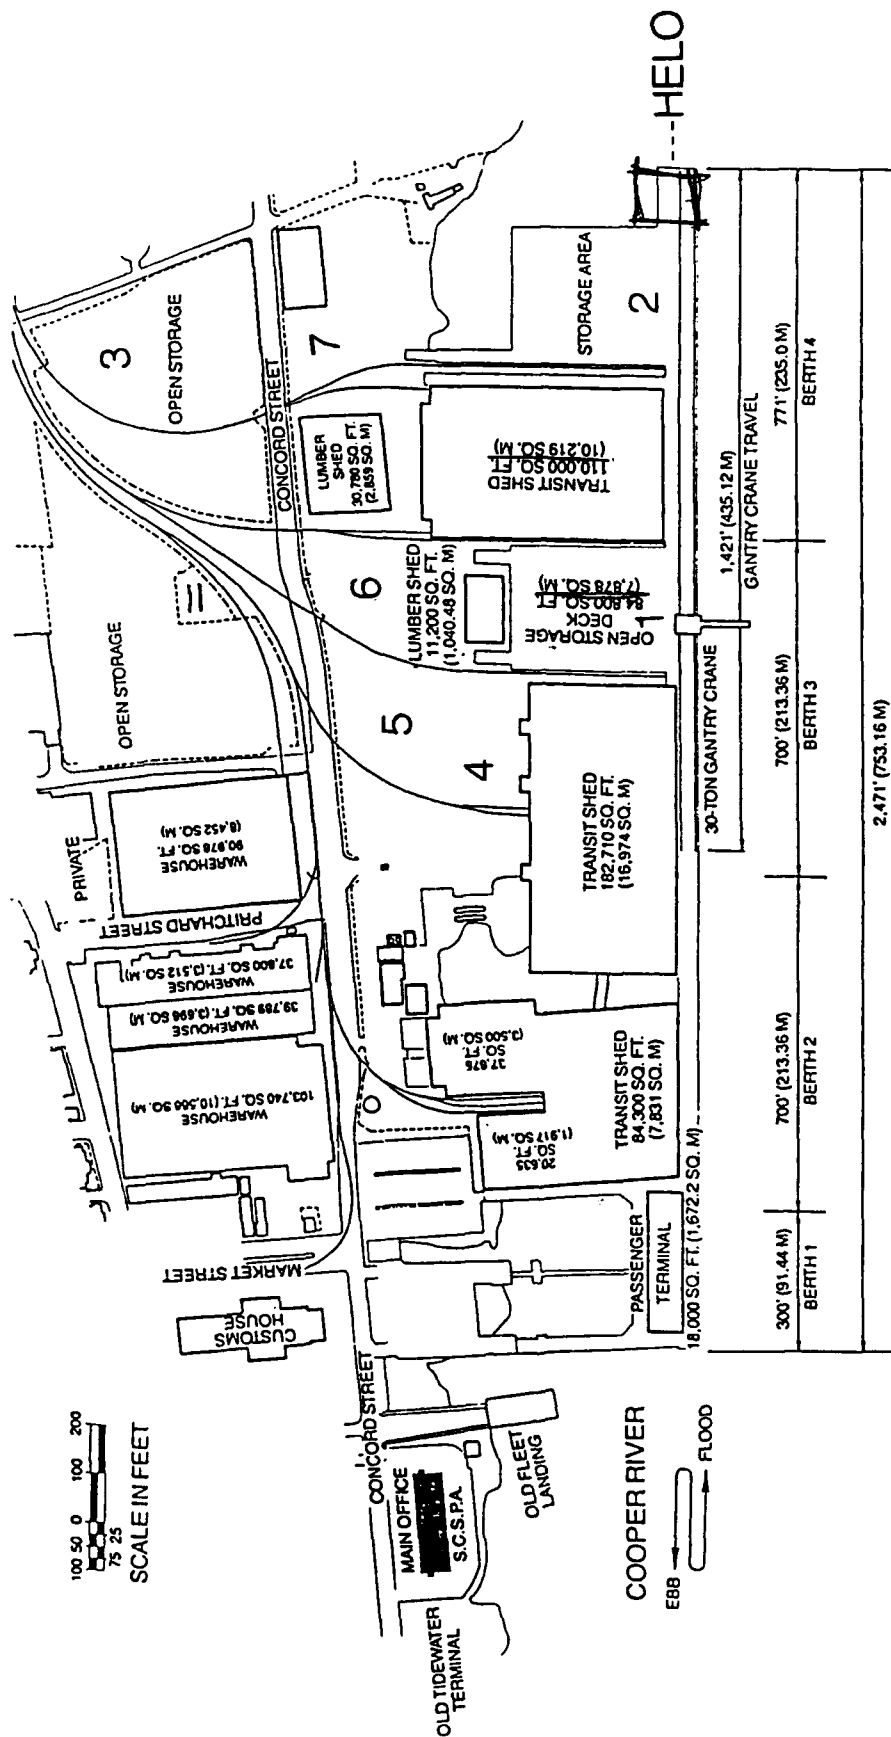 HELO
3
OPEN STORAGE
CONCORD STREET
7
STORAGE AREA
2
LUMBER
SHED
30,780 SQ. FT.
(2,859 SQ. M)
TRANSIT SHED
110,000 SQ. FT.
(10,219 SQ. M)
OPEN STORAGE
6
LUMBER SHED
11,200 SQ. FT.
(1,040.48 SQ. M)
OPEN STORAGE
DECK
84,800 SQ. FT.
(7,878 SQ. M)
1
5
4
TRANSIT SHED
182,710 SQ. FT.
(16,974 SQ. M)
PRIVATE
WAREHOUSE
90,978 SQ. FT.
(8,452 SQ. M)
PRITCHARD STREET
WAREHOUSE
37,800 SQ. FT. (3,512 SQ. M)
WAREHOUSE
39,789 SQ. FT. (3,696 SQ. M)
WAREHOUSE
103,740 SQ. FT. (10,566 SQ. M)
37,675
SQ. FT.
(3,500 SQ. M)
20,635
SQ. FT.
(1,917 SQ. M)
TRANSIT SHED
84,300 SQ. FT.
(7,831 SQ. M)
MARKET STREET
CUSTOMS
HOUSE
PASSENGER
TERMINAL
18,000 SQ. FT. (1,672.2 SQ. M)
CONCORD STREET
MAIN OFFICE
S.C.S.P.A.
OLD FLEET
LANDING
OLD TIDEWATER
TERMINAL
COOPER RIVER
EBB
FLOOD
100 50 0 100 200
75 25
SCALE IN FEET
30-TON GANTRY CRANE
1,421' (435.12 M)
GANTRY CRANE TRAVEL
300' (91.44 M)
BERTH 1
700' (213.36 M)
BERTH 2
700' (213.36 M)
BERTH 3
771' (235.0 M)
BERTH 4
2,471' (753.16 M)